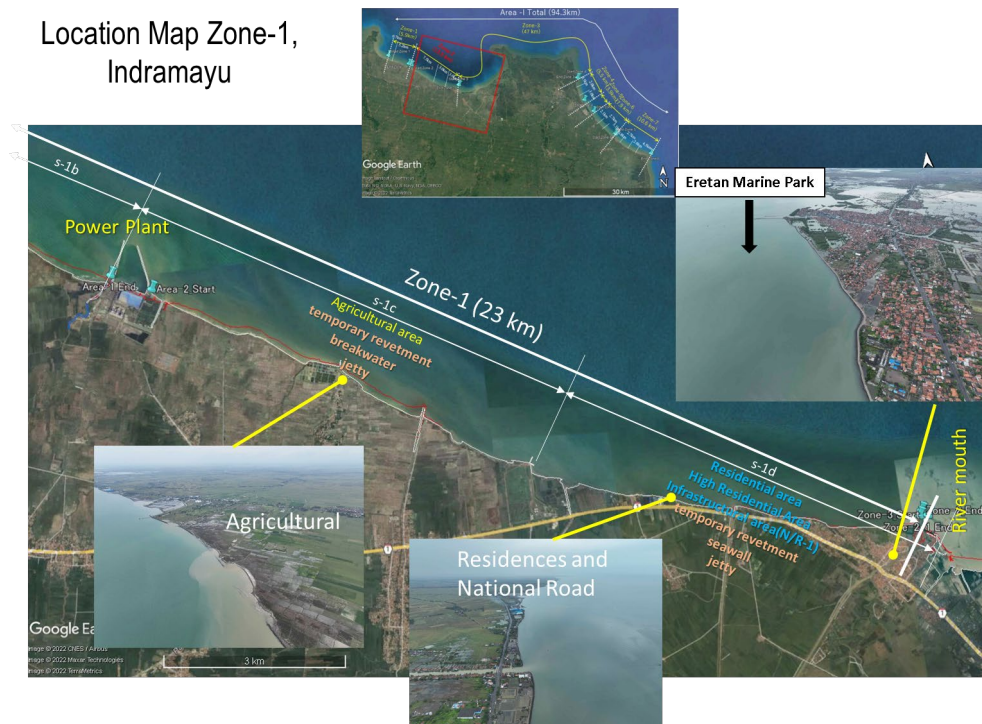 Location Map Zone-1,
Indramayu
Area -I Total (94.3km)
Zone-3
(47 km)
Google Earth
30 km
N
s-1b
Power Plant
Area-1 Ends
Area-2 Start
Zone-1 (23 km)
s-1c
Agricultural area
temporary revetment
breakwater
jetty
Eretan Marine Park
s-1d
Residential area
High Residential Area
Infrastructural area(N/R-1)
temporary revetment
seawall
jetty
River mouth
Agricultural
Residences and
National Road
Google Ea
Image © 2022 CNES / Airbus
Image © 2022 Maxar Technologies
Image © 2022 TerraMetrics
3 km